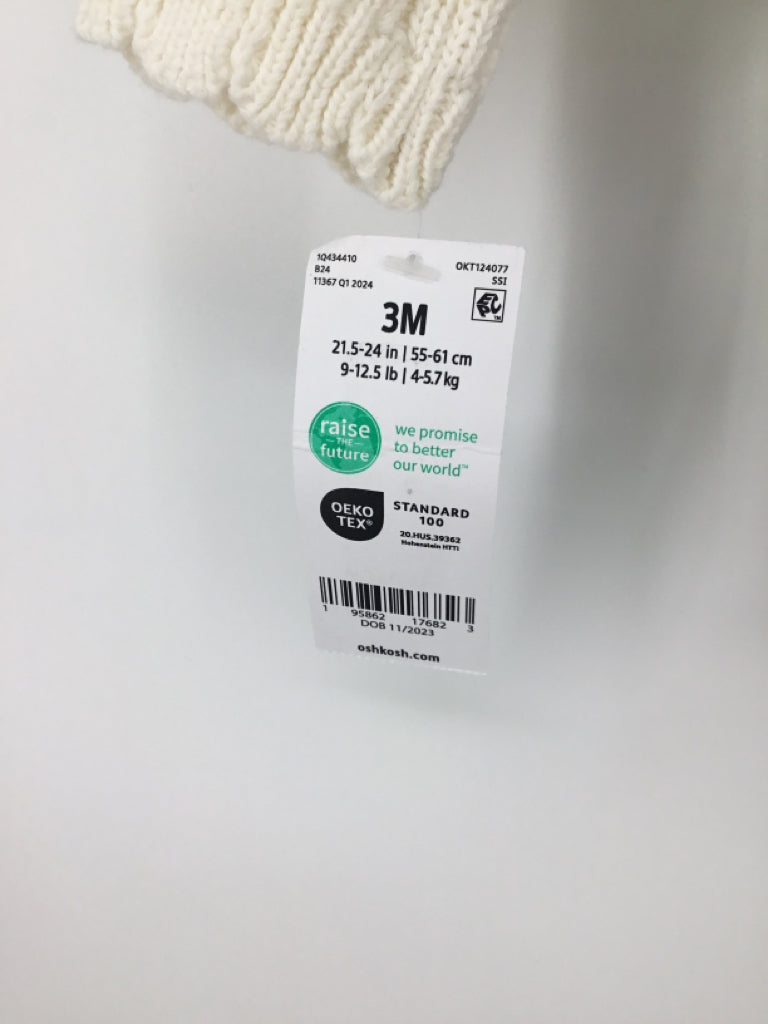 1Q434410
B24
11367 Q1 2024
OKT124077
SSI
3M
21.5-24 in | 55-61 cm
9-12.5 lb | 4-5.7 kg
raise
THE
future
we promise
to better
our world™
OEKO
TEX®
STANDARD
100
20.HUS.39362
Hohenstein HTTI
1 95862 17682 3
DOB 11/2023
oshkosh.com